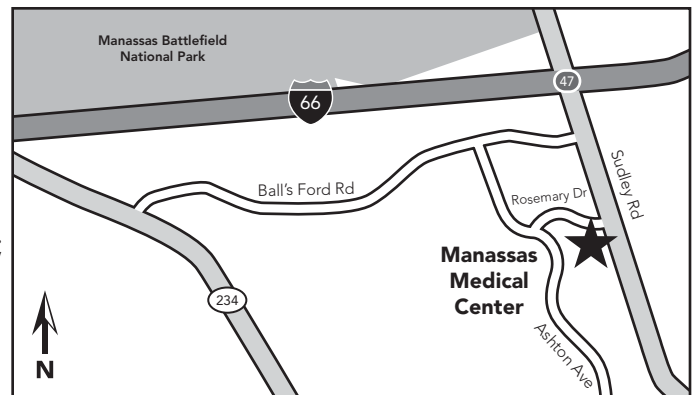 Manassas Battlefield
National Park
66
47
Ball's Ford Rd
Sudley Rd
Rosemary Dr
Manassas
Medical
Center
234
Ashton Ave
N